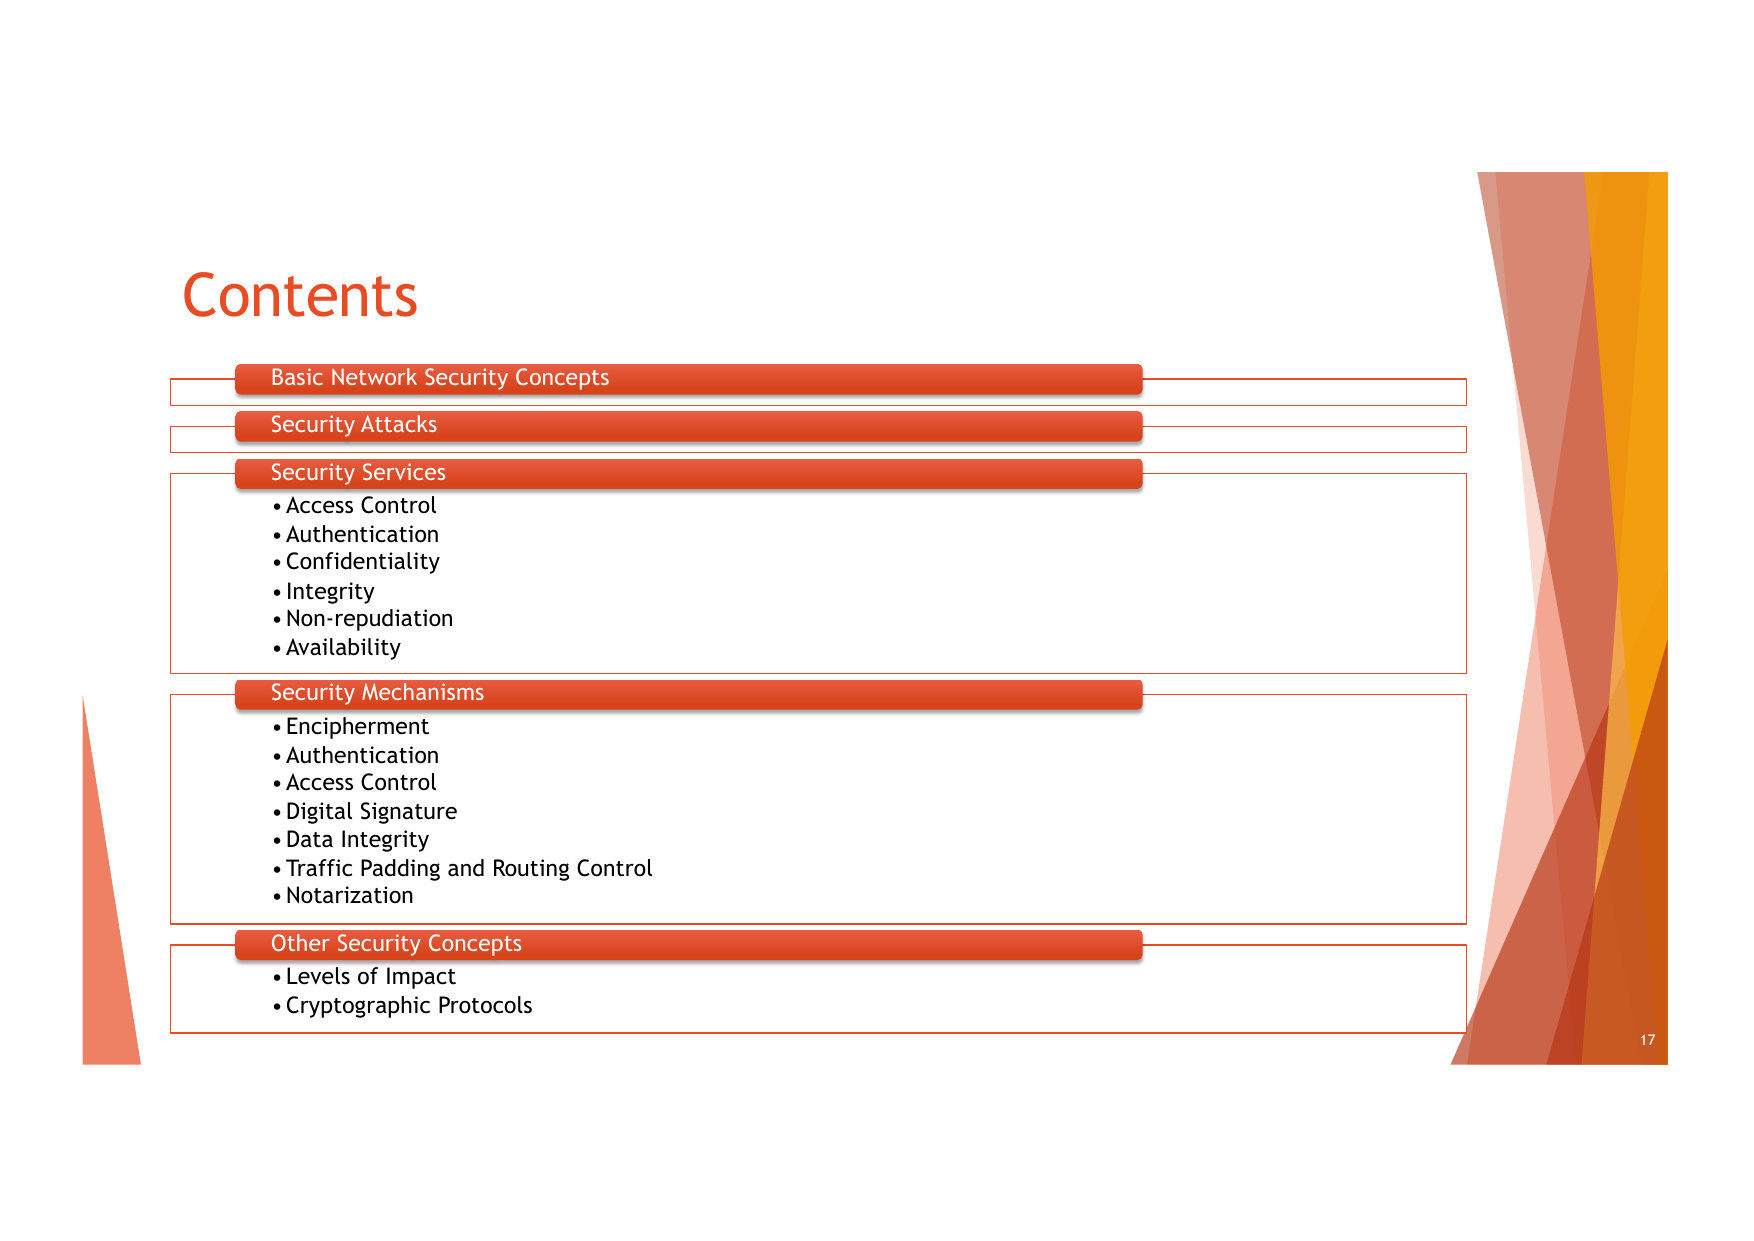 Contents
Basic Network Security Concepts
Security Attacks
Security Services
• Access Control
• Authentication
• Confidentiality
• Integrity
• Non-repudiation
• Availability
Security Mechanisms
• Encipherment
• Authentication
• Access Control
• Digital Signature
• Data Integrity
• Traffic Padding and Routing Control
• Notarization
Other Security Concepts
• Levels of Impact
• Cryptographic Protocols
17